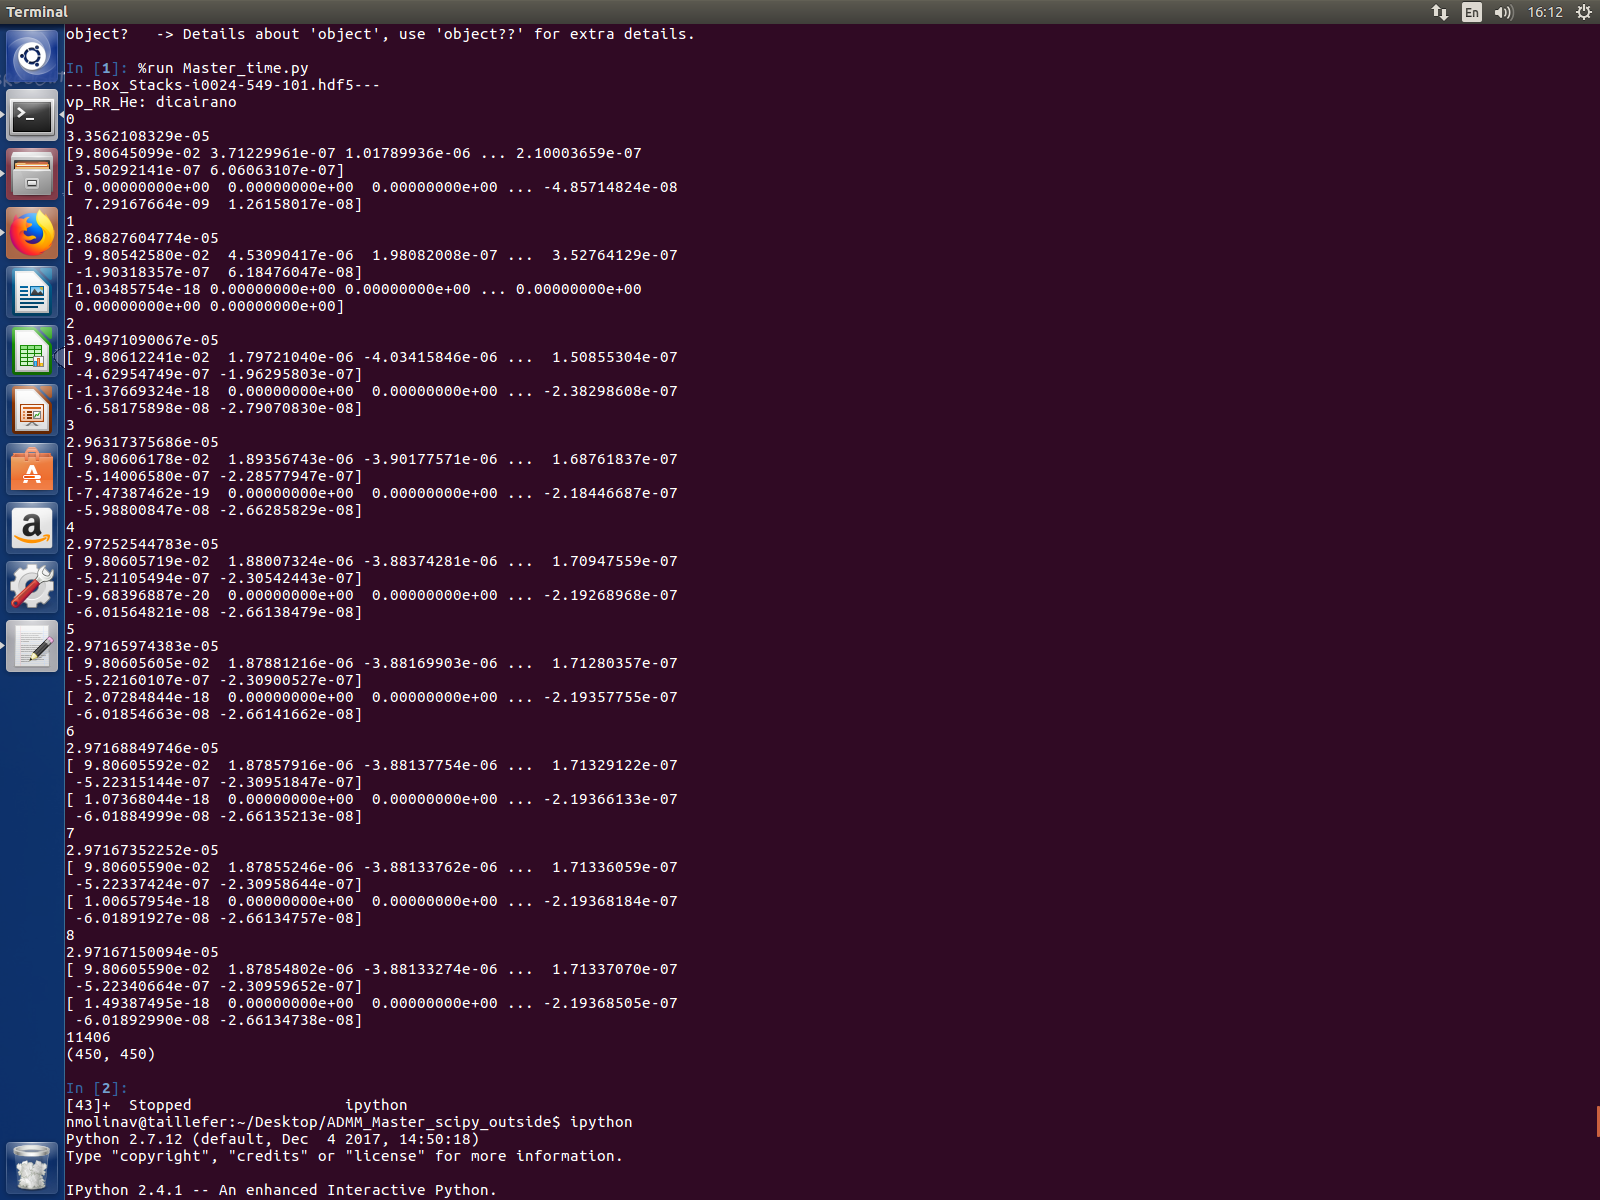 Terminal
En
16:12
object?   -> Details about 'object', use 'object??' for extra details.
In [1]: %run Master_time.py
---Box_Stacks-i0024-549-101.hdf5---
vp_RR_He: dicairano
0
3.3562108329e-05
[9.80645099e-02 3.71229961e-07 1.01789936e-06 ... 2.10003659e-07
 3.50292141e-07 6.06063107e-07]
[ 0.00000000e+00  0.00000000e+00  0.00000000e+00 ... -4.85714824e-08
  7.29167664e-09  1.26158017e-08]
1
2.86827604774e-05
[ 9.80542580e-02  4.53090417e-06  1.98082008e-07 ...  3.52764129e-07
 -1.90318357e-07  6.18476047e-08]
[1.03485754e-18 0.00000000e+00 0.00000000e+00 ... 0.00000000e+00
 0.00000000e+00 0.00000000e+00]
2
3.04971090067e-05
[ 9.80612241e-02  1.79721040e-06 -4.03415846e-06 ...  1.50855304e-07
 -4.62954749e-07 -1.96295803e-07]
[-1.37669324e-18  0.00000000e+00  0.00000000e+00 ... -2.38298608e-07
 -6.58175898e-08 -2.79070830e-08]
3
2.96317375686e-05
[ 9.80606178e-02  1.89356743e-06 -3.90177571e-06 ...  1.68761837e-07
 -5.14006580e-07 -2.28577947e-07]
[-7.47387462e-19  0.00000000e+00  0.00000000e+00 ... -2.18446687e-07
 -5.98800847e-08 -2.66285829e-08]
4
2.97252544783e-05
[ 9.80605719e-02  1.88007324e-06 -3.88374281e-06 ...  1.70947559e-07
 -5.21105494e-07 -2.30542443e-07]
[-9.68396887e-20  0.00000000e+00  0.00000000e+00 ... -2.19268968e-07
 -6.01564821e-08 -2.66138479e-08]
5
2.97165974383e-05
[ 9.80605605e-02  1.87881216e-06 -3.88169903e-06 ...  1.71280357e-07
 -5.22160107e-07 -2.30900527e-07]
[ 2.07284844e-18  0.00000000e+00  0.00000000e+00 ... -2.19357755e-07
 -6.01854663e-08 -2.66141662e-08]
6
2.97168849746e-05
[ 9.80605592e-02  1.87857916e-06 -3.88137754e-06 ...  1.71329122e-07
 -5.22315144e-07 -2.30951847e-07]
[ 1.07368044e-18  0.00000000e+00  0.00000000e+00 ... -2.19366133e-07
 -6.01884999e-08 -2.66135213e-08]
7
2.97167352252e-05
[ 9.80605590e-02  1.87855246e-06 -3.88133762e-06 ...  1.71336059e-07
 -5.22337424e-07 -2.30958644e-07]
[ 1.00657954e-18  0.00000000e+00  0.00000000e+00 ... -2.19368184e-07
 -6.01891927e-08 -2.66134757e-08]
8
2.97167150094e-05
[ 9.80605590e-02  1.87854802e-06 -3.88133274e-06 ...  1.71337070e-07
 -5.22340664e-07 -2.30959652e-07]
[ 1.49387495e-18  0.00000000e+00  0.00000000e+00 ... -2.19368505e-07
 -6.01892990e-08 -2.66134738e-08]
11406
(450, 450)
In [2]:
[43]+  Stopped                 ipython
nmolinav@taillefer:~/Desktop/ADMM_Master_scipy_outside$ ipython
Python 2.7.12 (default, Dec  4 2017, 14:50:18)
Type "copyright", "credits" or "license" for more information.
IPython 2.4.1 -- An enhanced Interactive Python.